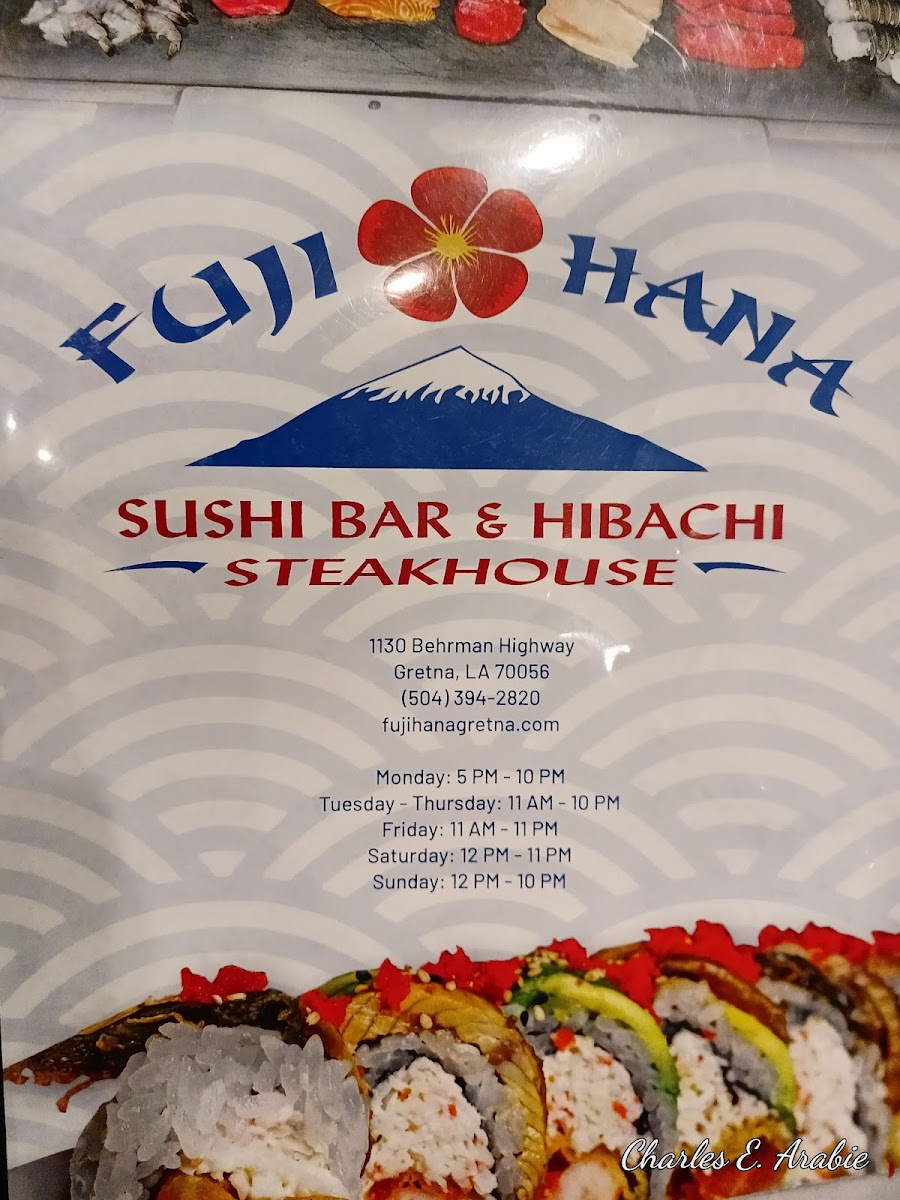 FUJI HANA
SUSHI BAR & HIBACHI
STEAKHOUSE
1130 Behrman Highway
Gretna, LA 70056
(504) 394-2820
fujihanagretna.com
Monday: 5 PM - 10 PM
Tuesday - Thursday: 11 AM - 10 PM
Friday: 11 AM - 11 PM
Saturday: 12 PM - 11 PM
Sunday: 12 PM - 10 PM
Charles E. Arabie